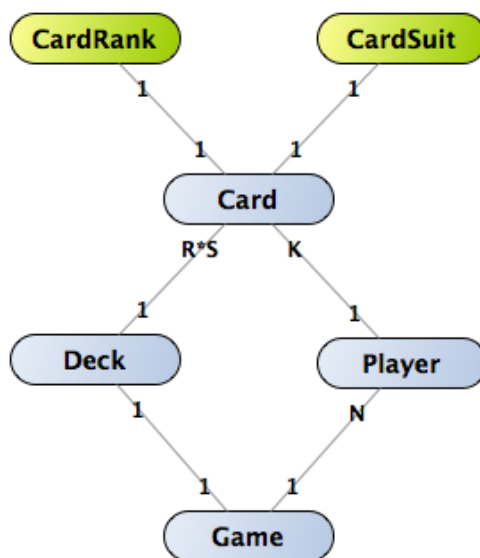 CardRank CardSuit
1 1
1 1
Card
R*S K
1 1
Deck Player
1 N
1 1
Game